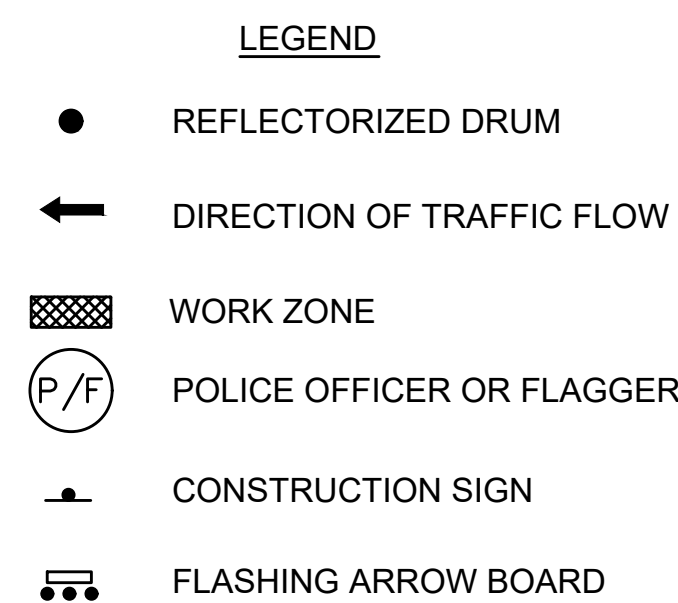 LEGEND
REFLECTORIZED DRUM
DIRECTION OF TRAFFIC FLOW
WORK ZONE
P/F POLICE OFFICER OR FLAGGER
CONSTRUCTION SIGN
FLASHING ARROW BOARD